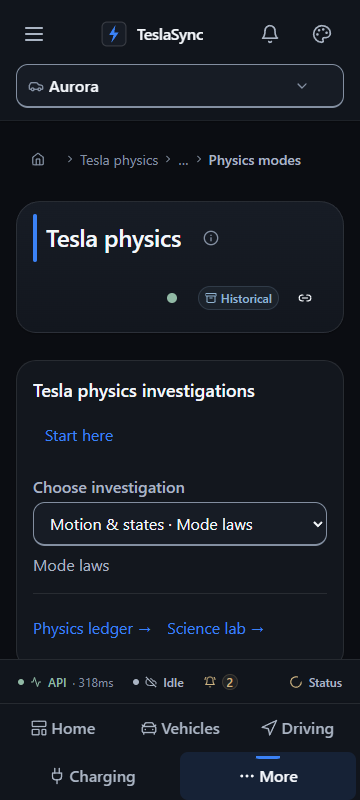 TeslaSync
Aurora
Tesla physics
...
Physics modes
Tesla physics
Historical
Tesla physics investigations
Start here
Choose investigation
Motion & states · Mode laws
Mode laws
Physics ledger → Science lab →
API · 318ms Idle 2 Status
Home Vehicles Driving
Charging ··· More